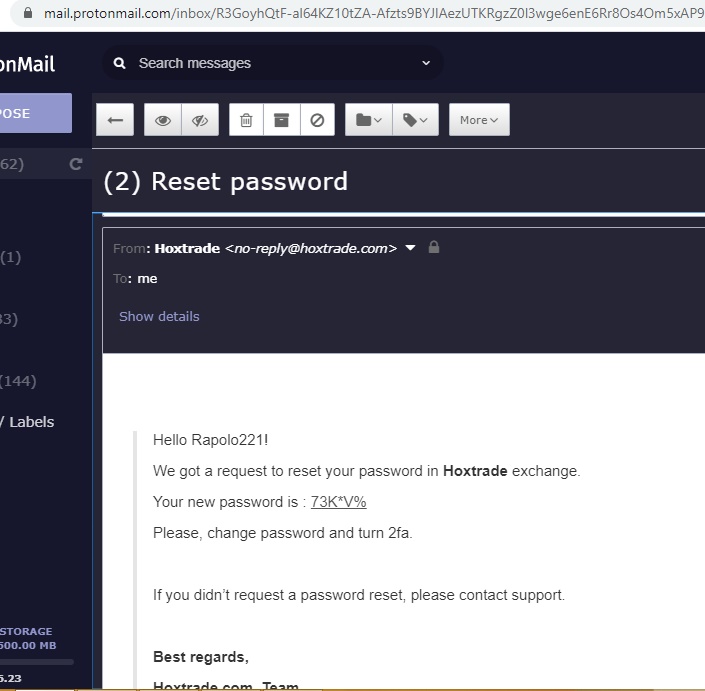 mail.protonmail.com/inbox/R3GoyhQtF-al64KZ10tZA-Afzts9BYJIAezUTKRgzZ0I3wge6enE6Rr8Os4Om5xAP9
onMail
Search messages
OSE
More
62)
(2) Reset password
From: Hoxtrade <no-reply@hoxtrade.com>
(1)
To: me
Show details
33)
(144)
/ Labels
Hello Rapolo221!
We got a request to reset your password in Hoxtrade exchange.
Your new password is : 73K*V%
Please, change password and turn 2fa.
If you didn’t request a password reset, please contact support.
STORAGE
500.00 MB
Best regards,
6.23
Hoxtrade.com Team